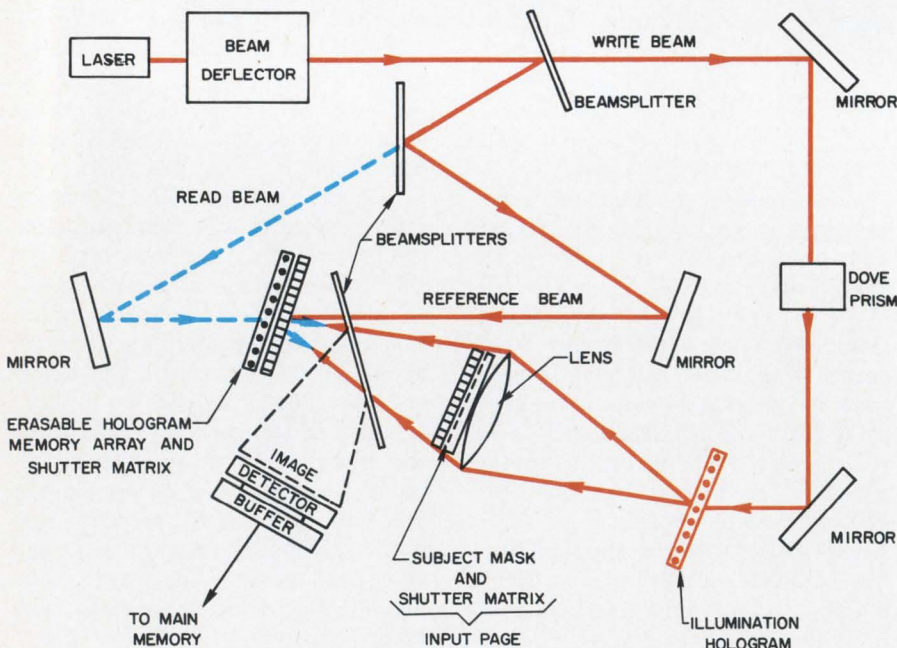 LASER
BEAM
DEFLECTOR
WRITE BEAM
BEAMSPLITTER
MIRROR
READ BEAM
BEAMSPLITTERS
DOVE
PRISM
REFERENCE BEAM
MIRROR
LENS
MIRROR
ERASABLE HOLOGRAM
MEMORY ARRAY AND
SHUTTER MATRIX
IMAGE
DETECTOR
BUFFER
MIRROR
SUBJECT MASK
AND
SHUTTER MATRIX
TO MAIN
MEMORY
INPUT PAGE
ILLUMINATION
HOLOGRAM